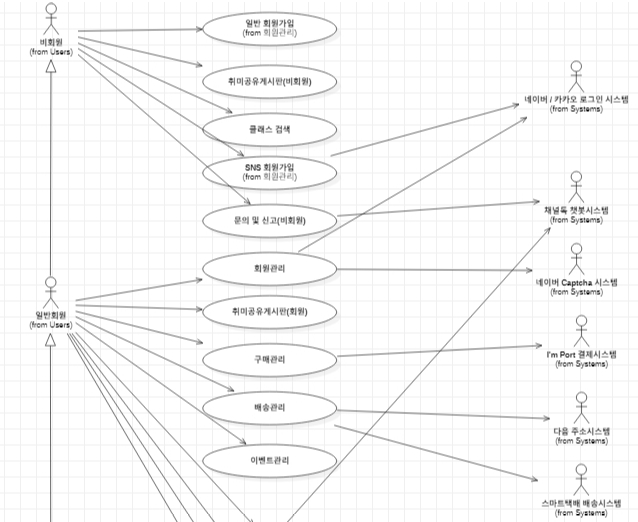 비회원
(from Users)
일반 회원가입
(from 회원관리)
취미공유게시판(비회원)
클래스 검색
SNS 회원가입
(from 회원관리)
문의 및 신고(비회원)
일반회원
(from Users)
회원관리
취미공유게시판(회원)
구매관리
배송관리
이벤트관리
네이버 / 카카오 로그인 시스템
(from Systems)
채널톡 챗봇시스템
(from Systems)
네이버 Captcha 시스템
(from Systems)
I'm Port 결제시스템
(from Systems)
다음 주소시스템
(from Systems)
스마트택배 배송시스템
(from Systems)